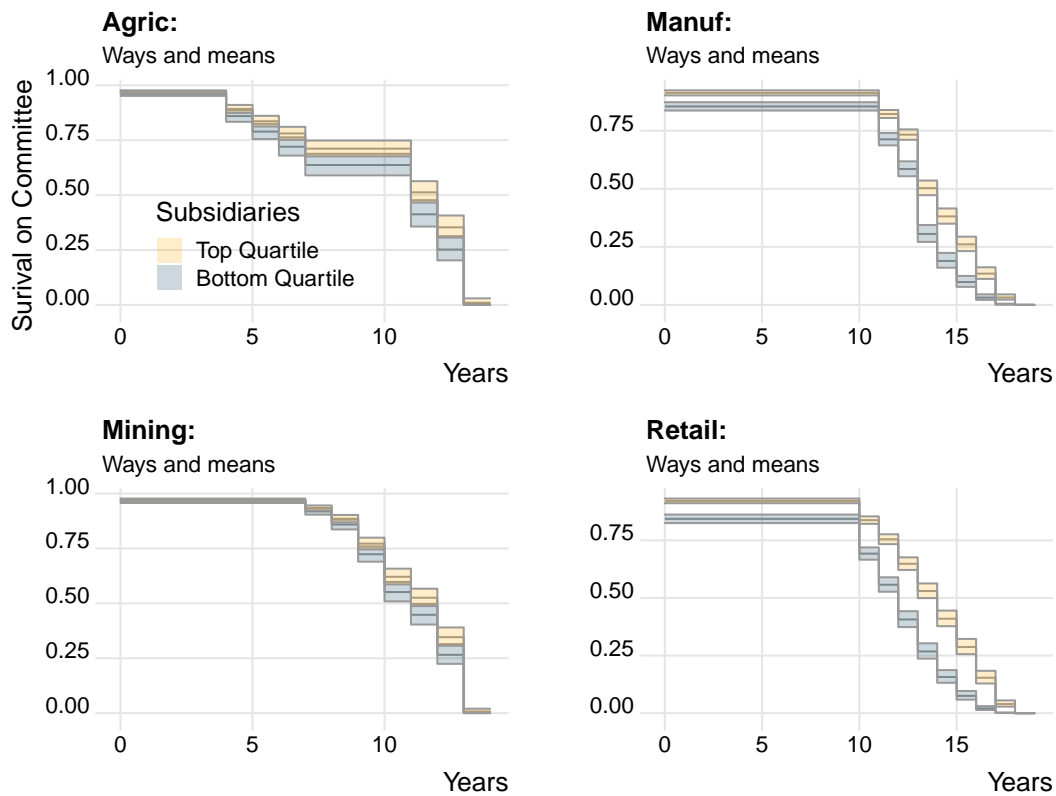 Agric:
Ways and means
Surival on Committee
1.00
0.75
0.50
0.25
0.00
Subsidiaries
Top Quartile
Bottom Quartile
0 5 10
Years
Manuf:
Ways and means
0.75
0.50
0.25
0.00
0 5 10 15
Years
Mining:
Ways and means
1.00
0.75
0.50
0.25
0.00
0 5 10
Years
Retail:
Ways and means
0.75
0.50
0.25
0.00
0 5 10 15
Years